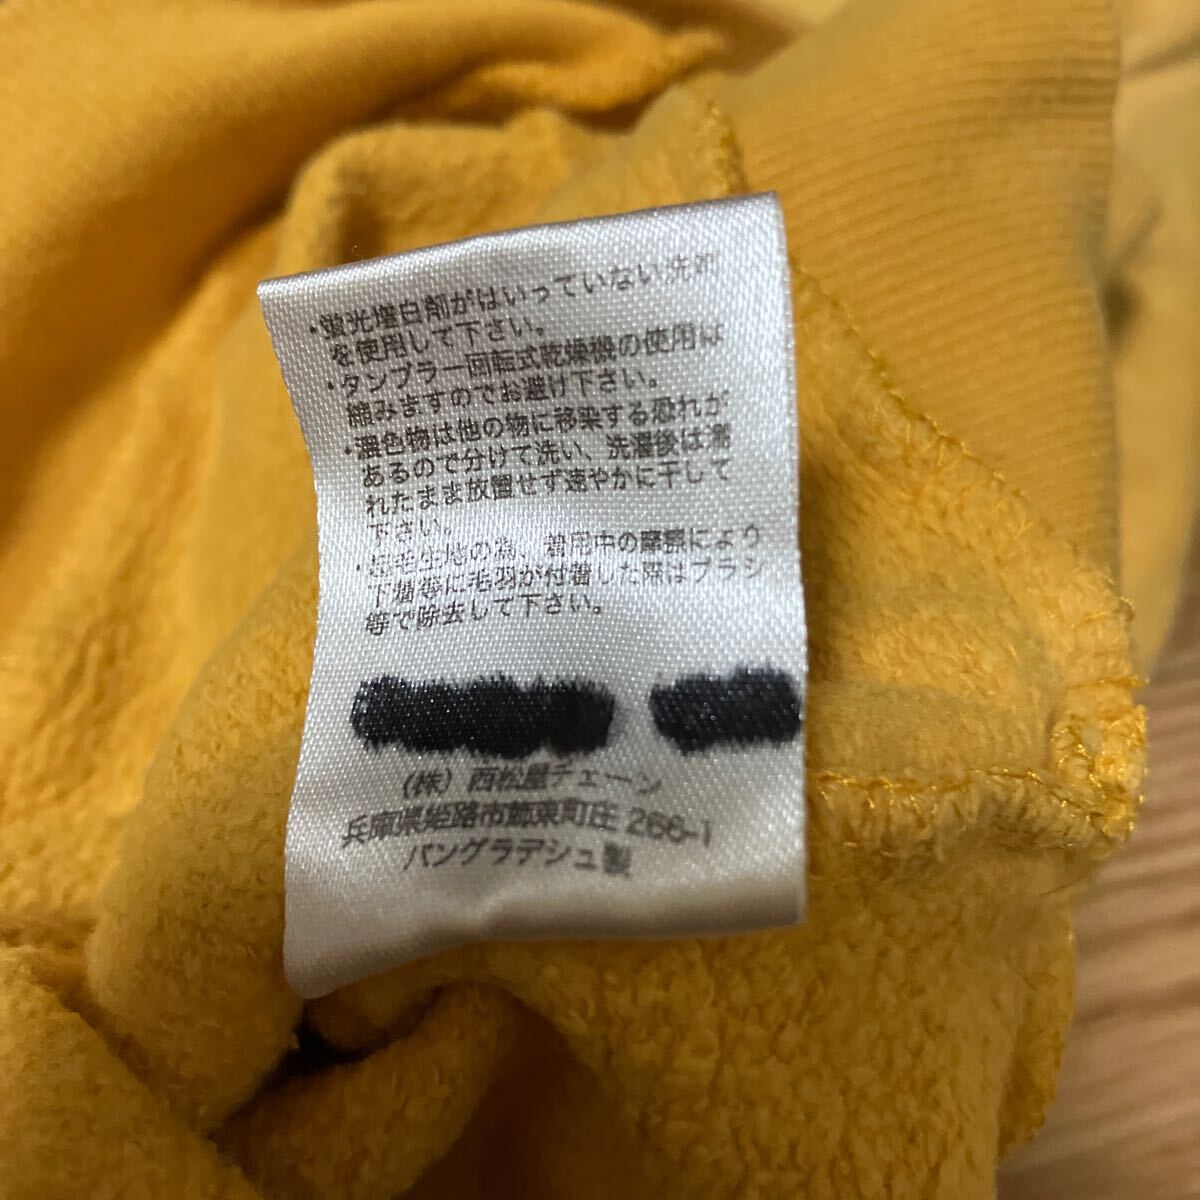 ・蛍光増白剤がはいっていない洗剤
を使用して下さい。
・タンブラー回転式乾燥機の使用は
縮みますのでお避け下さい。
・濃色物は他の物に移染する恐れが
あるので分けて洗い、洗濯後は濡
れたまま放置せず速やかに干して
下さい。
・起毛生地の為、着用中の摩擦により
下着等に毛羽が付着した際はブラシ
等で除去して下さい。
(株) 西松屋チェーン
兵庫県姫路市飾東町庄 266-1
バングラデシュ製